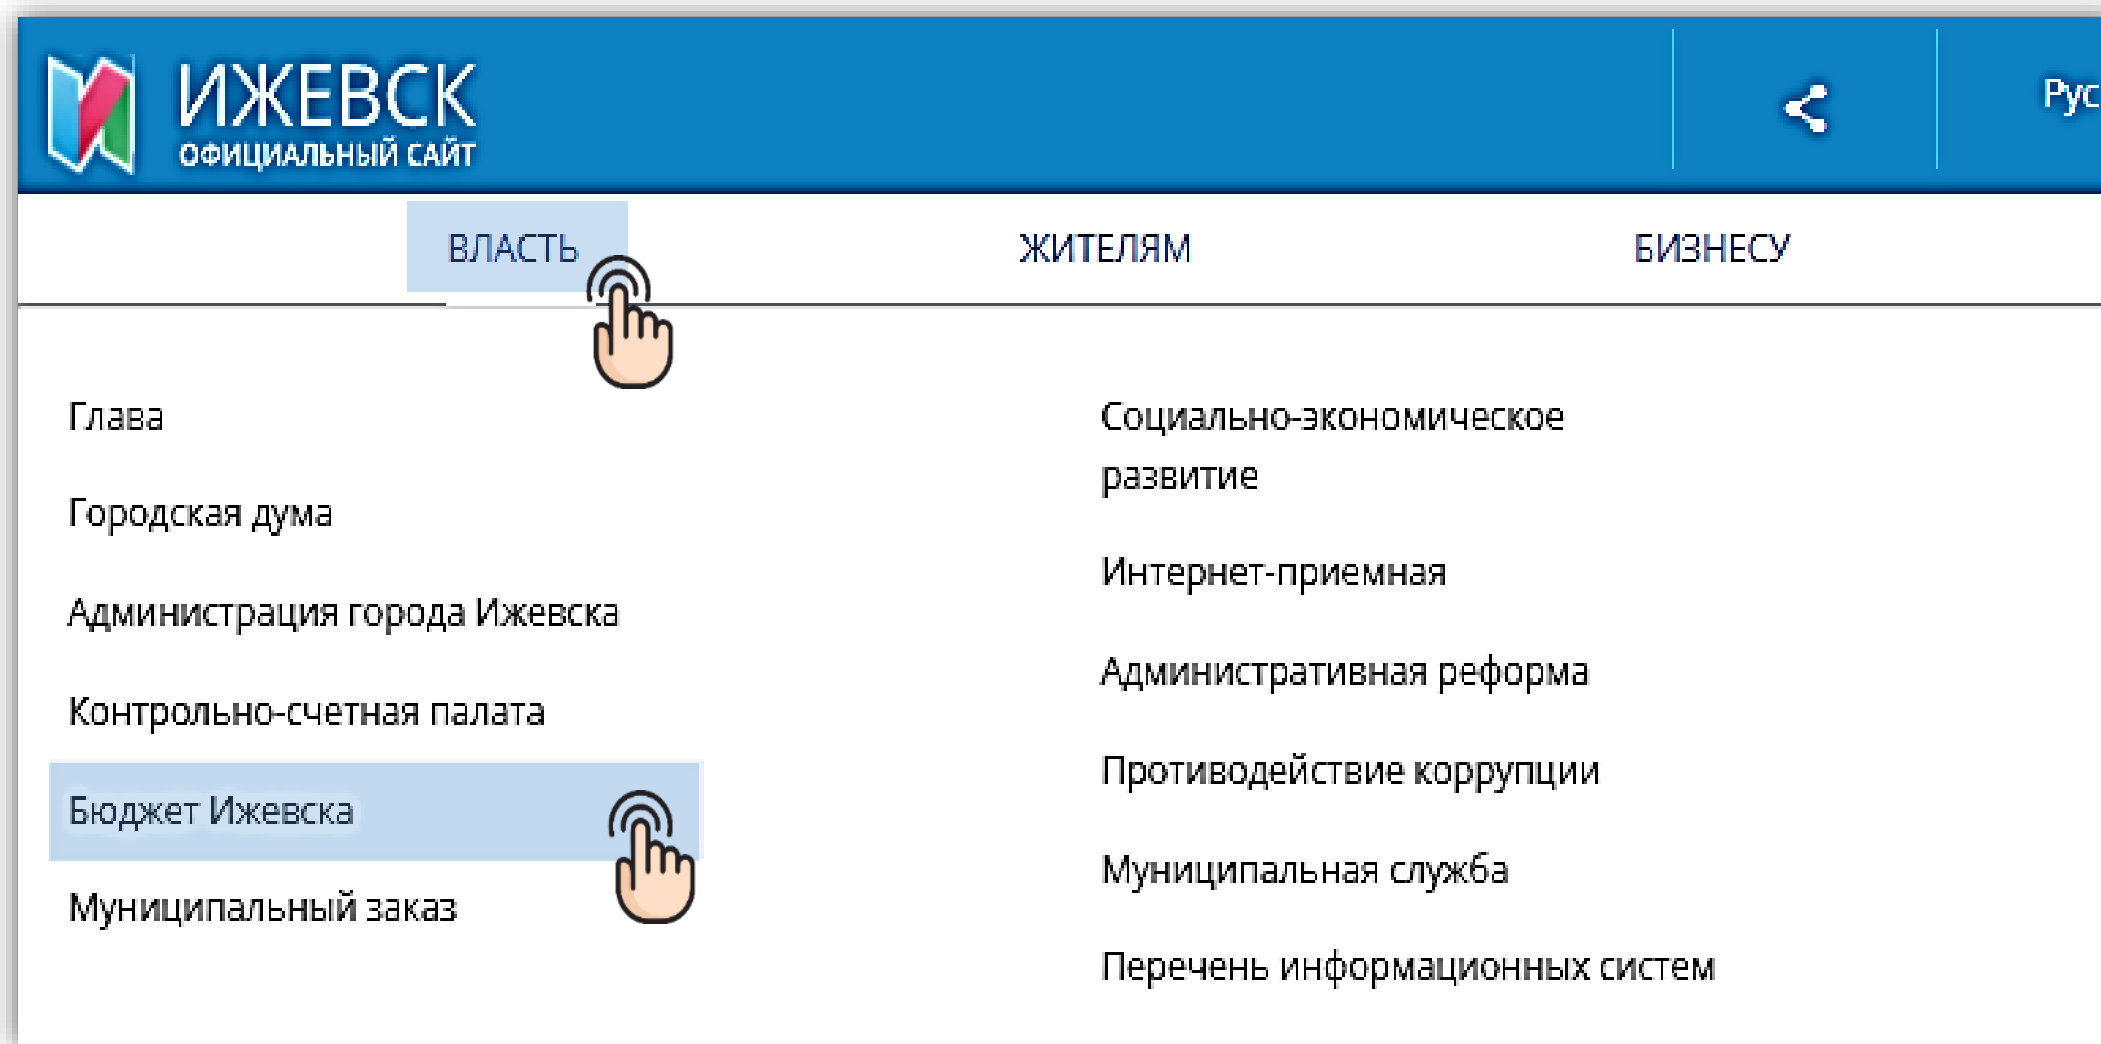 ИЖЕВСК
ОФИЦИАЛЬНЫЙ САЙТ
Рус
ВЛАСТЬ
ЖИТЕЛЯМ
БИЗНЕСУ
Глава
Городская дума
Администрация города Ижевска
Контрольно-счетная палата
Бюджет Ижевска
Муниципальный заказ
Социально-экономическое
развитие
Интернет-приемная
Административная реформа
Противодействие коррупции
Муниципальная служба
Перечень информационных систем